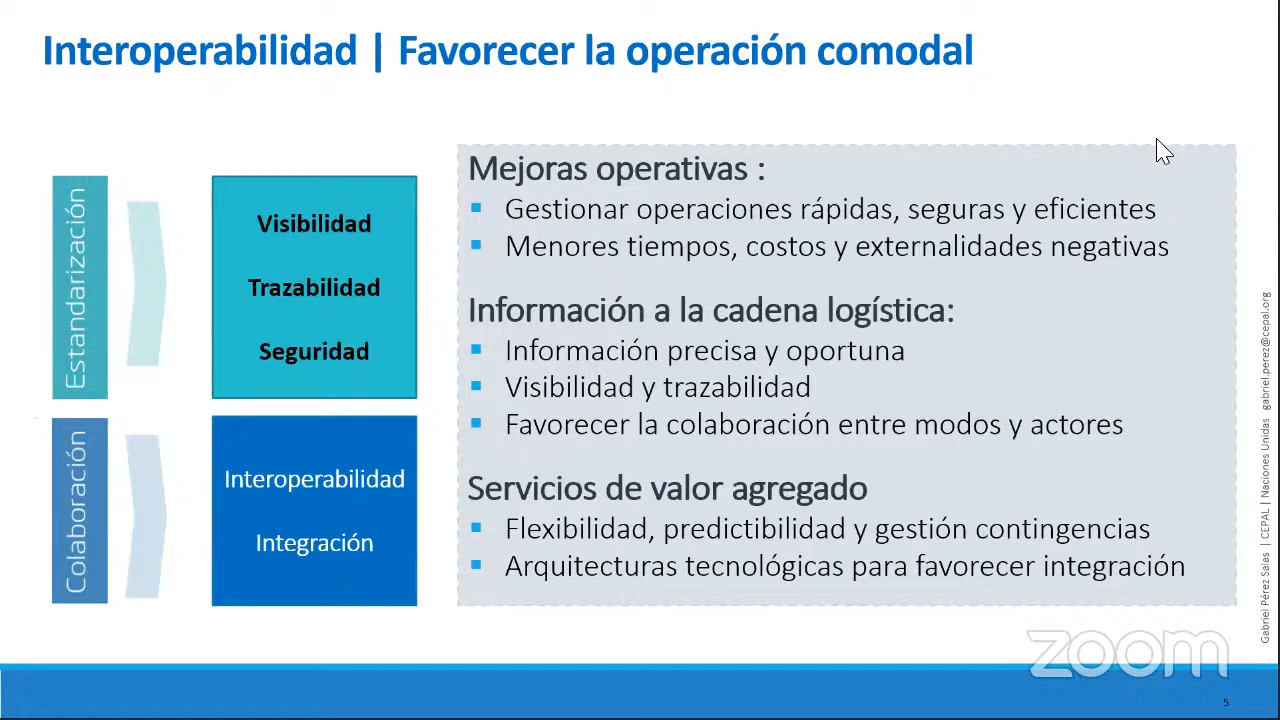 Interoperabilidad | Favorecer la operación comodal
Estandarización
Visibilidad
Trazabilidad
Seguridad
Colaboración
Interoperabilidad
Integración
Mejoras operativas :
Gestionar operaciones rápidas, seguras y eficientes
Menores tiempos, costos y externalidades negativas
Información a la cadena logística:
Información precisa y oportuna
Visibilidad y trazabilidad
Favorecer la colaboración entre modos y actores
Servicios de valor agregado
Flexibilidad, predictibilidad y gestión contingencias
Arquitecturas tecnológicas para favorecer integración
Gabriel Pérez Salas | CEPAL | Naciones Unidas gabriel.perez@cepal.org
zoom
5